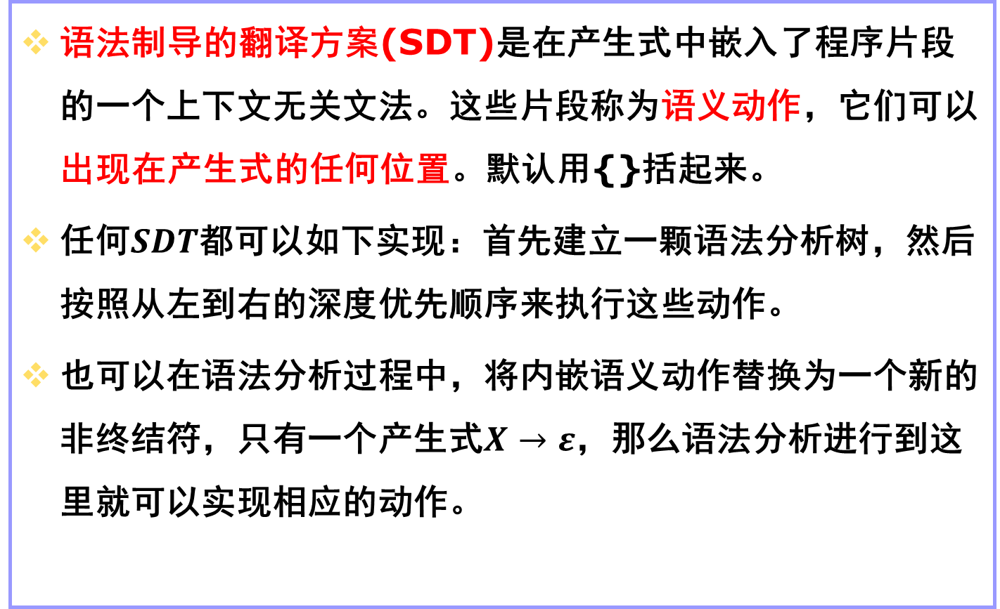 语法制导的翻译方案(SDT)是在产生式中嵌入了程序片段
的一个上下文无关文法。这些片段称为语义动作，它们可以
出现在产生式的任何位置。默认用{}括起来。
任何SDT都可以如下实现：首先建立一颗语法分析树，然后
按照从左到右的深度优先顺序来执行这些动作。
也可以在语法分析过程中，将内嵌语义动作替换为一个新的
非终结符，只有一个产生式X → ε，那么语法分析进行到这
里就可以实现相应的动作。